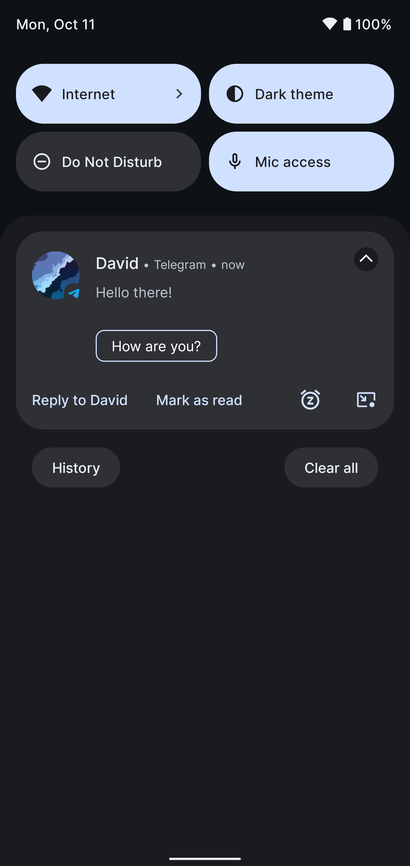 Mon, Oct 11 100%
Internet Dark theme
Do Not Disturb Mic access
David • Telegram • now
Hello there!
How are you?
Reply to David Mark as read
History Clear all